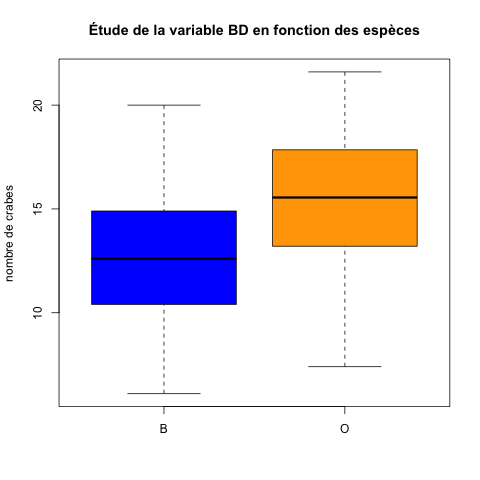 Étude de la variable BD en fonction des espèces
nombre de crabes
20
15
10
B
O